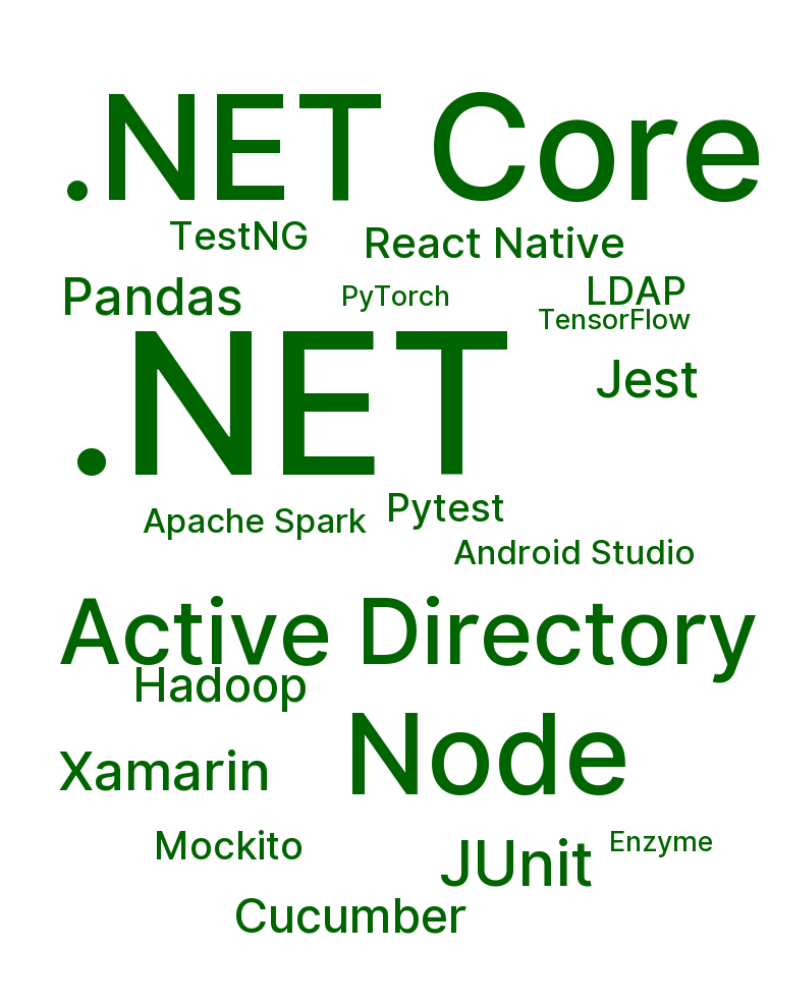 .NET Core
TestNG
React Native
Pandas
PyTorch
LDAP
TensorFlow
.NET
Jest
Apache Spark
Pytest
Android Studio
Active Directory
Hadoop
Node
Xamarin
Mockito
JUnit
Enzyme
Cucumber